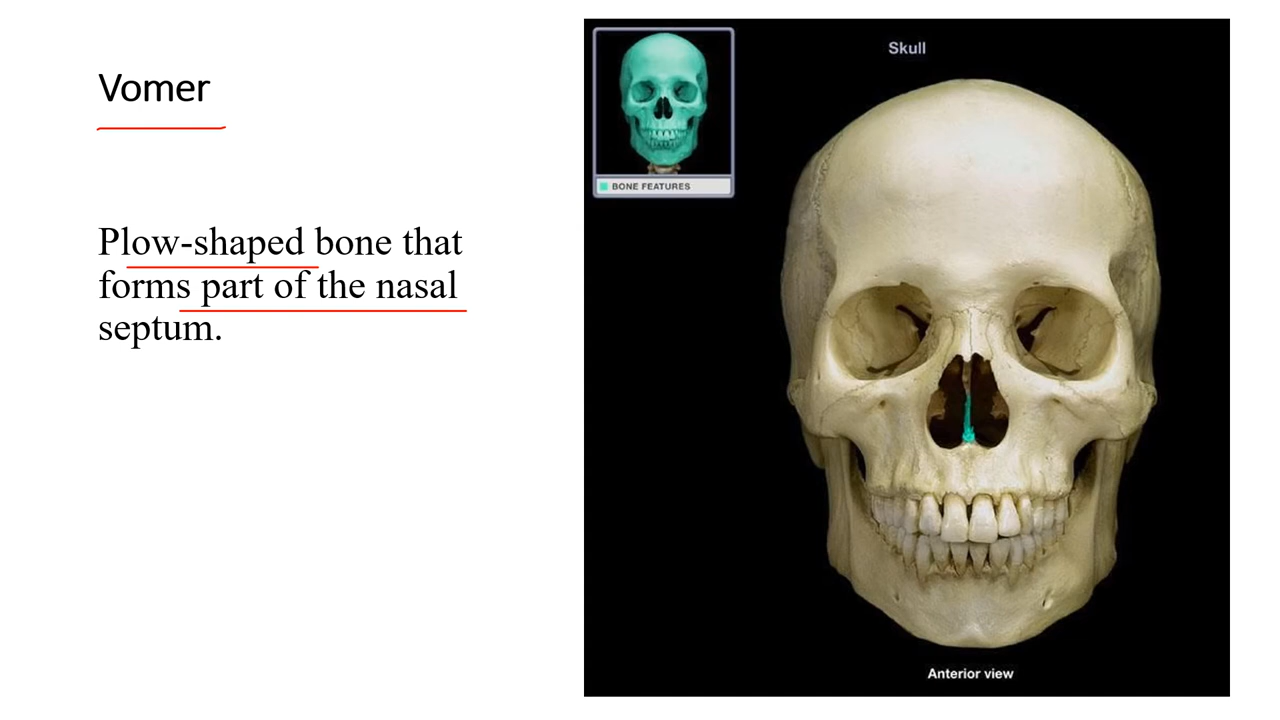 Vomer
Plow-shaped bone that
forms part of the nasal
septum.
Skull
BONE FEATURES
Anterior view